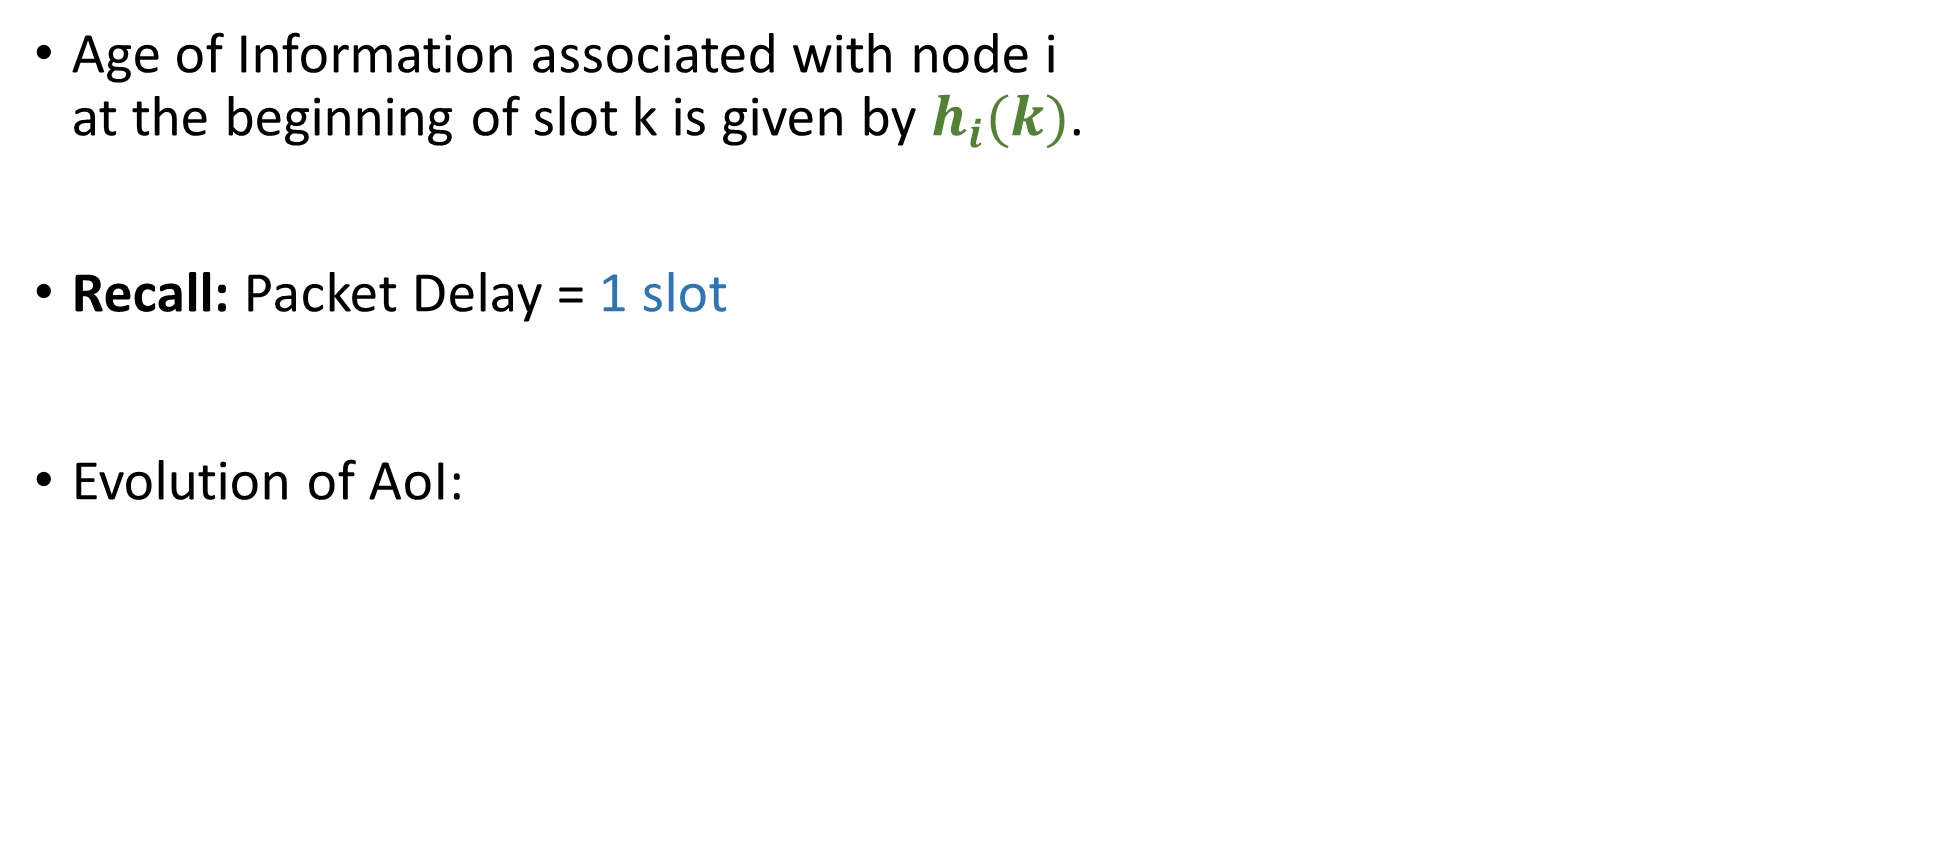 • Age of Information associated with node i
at the beginning of slot k is given by 𝒉ᵢ(𝒌).
• Recall: Packet Delay = 1 slot
• Evolution of AoI: